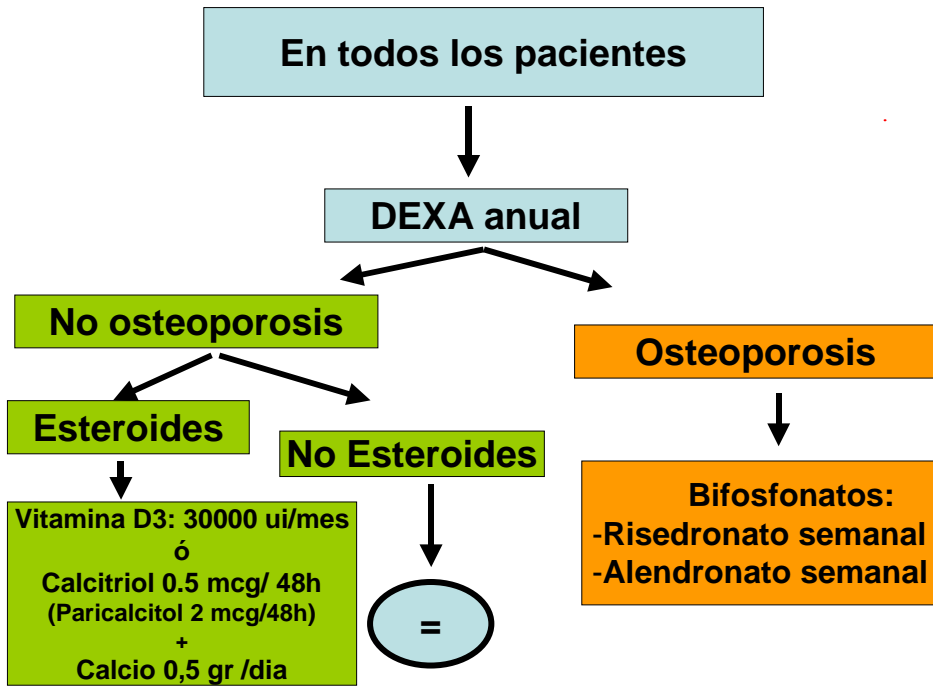 En todos los pacientes
DEXA anual
No osteoporosis
Osteoporosis
Esteroides
No Esteroides
Vitamina D3: 30000 ui/mes
ó
Calcitriol 0.5 mcg/ 48h
(Paricalcitol 2 mcg/48h)
+
Calcio 0,5 gr /dia
=
Bifosfonatos:
-Risedronato semanal
-Alendronato semanal